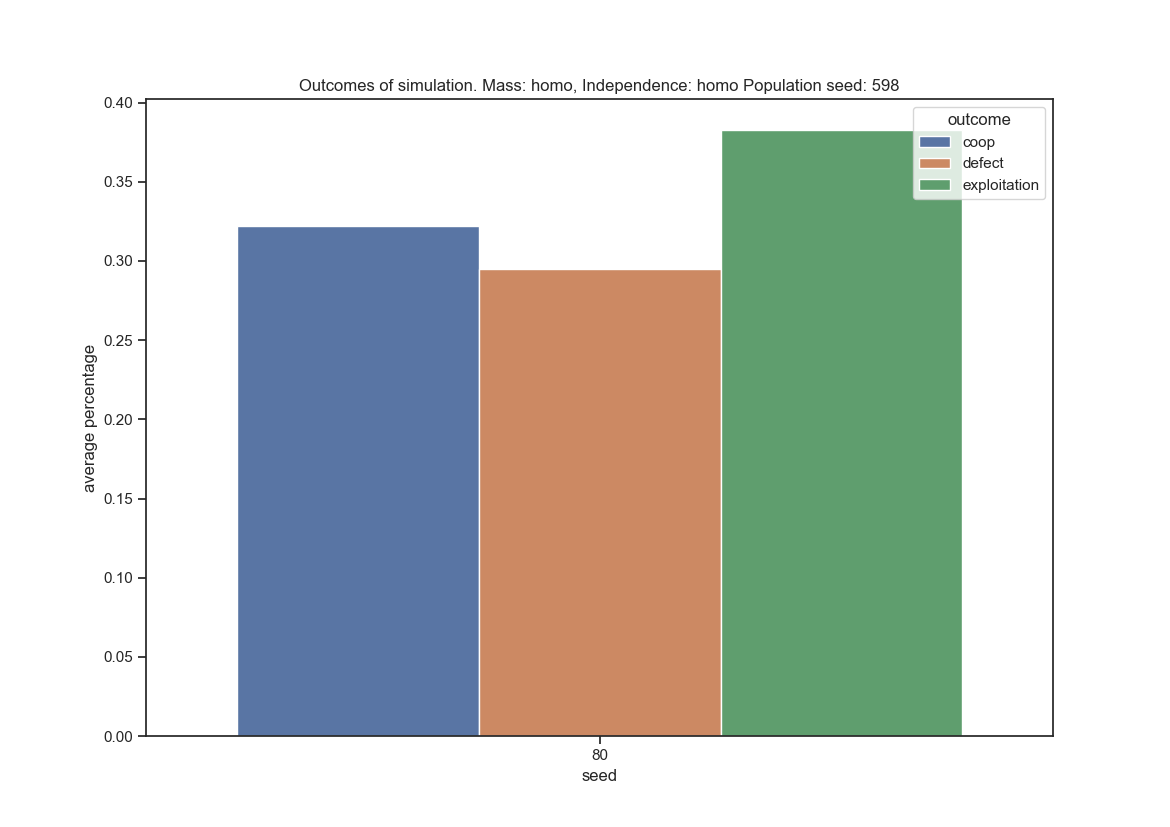 Outcomes of simulation. Mass: homo, Independence: homo Population seed: 598
0.40
0.35
0.30
0.25
0.20
0.15
0.10
0.05
0.00
average percentage
outcome
coop
defect
exploitation
80
seed